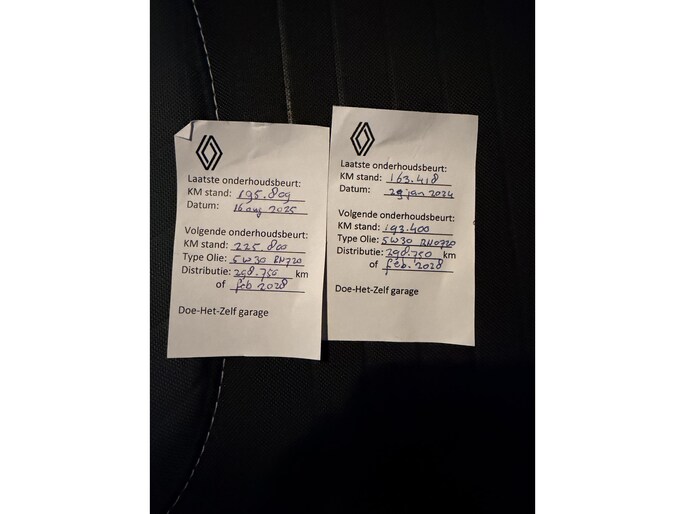 Laatste onderhoudsbeurt:
KM stand: 195.809
Datum: 16 aug 2025
Volgende onderhoudsbeurt:
KM stand: 225.800
Type Olie: 5W30 RN720
Distributie: 298.750 km
of feb 2028
Doe-Het-Zelf garage
Laatste onderhoudsbeurt:
KM stand: 163.418
Datum: 29 jan 2024
Volgende onderhoudsbeurt:
KM stand: 193.400
Type Olie: 5W30 RN0720
Distributie: 298.750 km
of feb. 2028
Doe-Het-Zelf garage